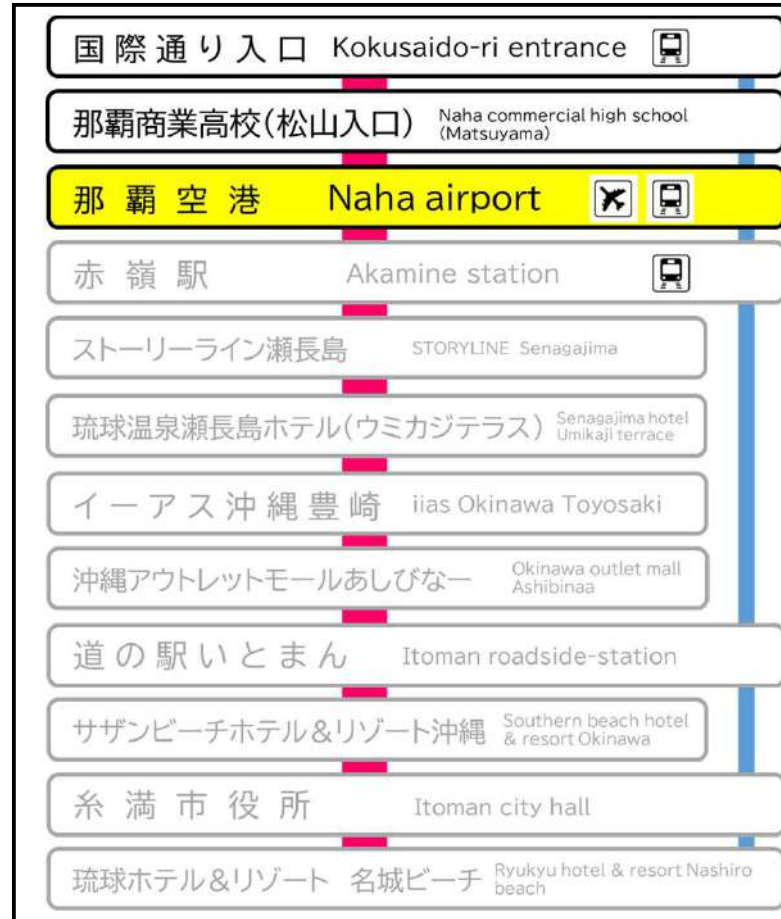 国際通り入口 Kokusaido-ri entrance
那覇商業高校(松山入口) Naha commercial high school
(Matsuyama)
那覇空港 Naha airport
赤嶺駅 Akamine station
ストーリーライン瀬長島 STORYLINE Senagajima
琉球温泉瀬長島ホテル(ウミカジテラス) Senagajima hotel
Umikaji terrace
イーアス沖縄豊崎 iias Okinawa Toyosaki
沖縄アウトレットモールあしびなー Okinawa outlet mall
Ashibinaa
道の駅いとまん Itoman roadside-station
サザンビーチホテル&リゾート沖縄 Southern beach hotel
& resort Okinawa
糸満市役所 Itoman city hall
琉球ホテル&リゾート 名城ビーチ Ryukyu hotel & resort Nashiro
beach